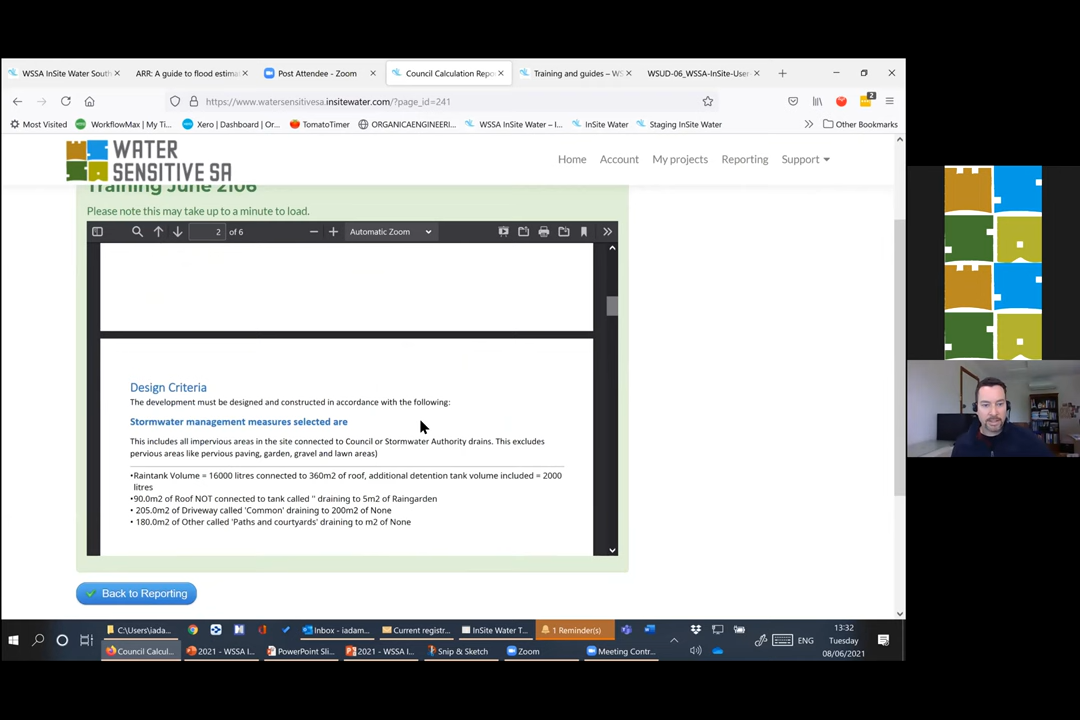 WSSA InSite Water South
ARR: A guide to flood estima
Post Attendee - Zoom
Council Calculation Repo
Training and guides – WS
WSUD-06_WSSA-InSite-User-
https://www.watersensitivesa.insitewater.com/?page_id=241
Most Visited
WorkflowMax | My Ti...
Xero | Dashboard | Or...
TomatoTimer
ORGANICAENGINEERI...
WSSA InSite Water – I...
InSite Water
Staging InSite Water
Other Bookmarks
2
WATER
SENSITIVE SA
Home
Account
My projects
Reporting
Support
Training June 2106
Please note this may take up to a minute to load.
2 of 6
Automatic Zoom
Design Criteria
The development must be designed and constructed in accordance with the following:
Stormwater management measures selected are
This includes all impervious areas in the site connected to Council or Stormwater Authority drains. This excludes
pervious areas like pervious paving, garden, gravel and lawn areas)
•Raintank Volume = 16000 litres connected to 360m2 of roof, additional detention tank volume included = 2000
litres
•90.0m2 of Roof NOT connected to tank called '' draining to 5m2 of Raingarden
• 205.0m2 of Driveway called 'Common' draining to 200m2 of None
• 180.0m2 of Other called 'Paths and courtyards' draining to m2 of None
Back to Reporting
C:\Users\iada...
Inbox - iadam...
Current registr...
InSite Water T...
1 Reminder(s)
Council Calcul...
2021 - WSSA I...
PowerPoint Sli...
2021 - WSSA I...
Snip & Sketch
Zoom
Meeting Contr...
ENG
13:32
Tuesday
08/06/2021